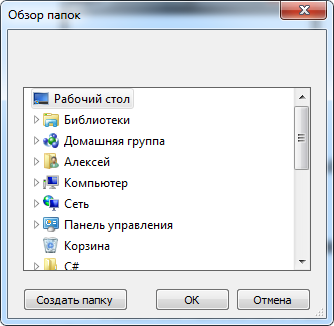 Обзор папок
Рабочий стол
Библиотеки
Домашняя группа
Алексей
Компьютер
Сеть
Панель управления
Корзина
C#
Создать папку
OK
Отмена